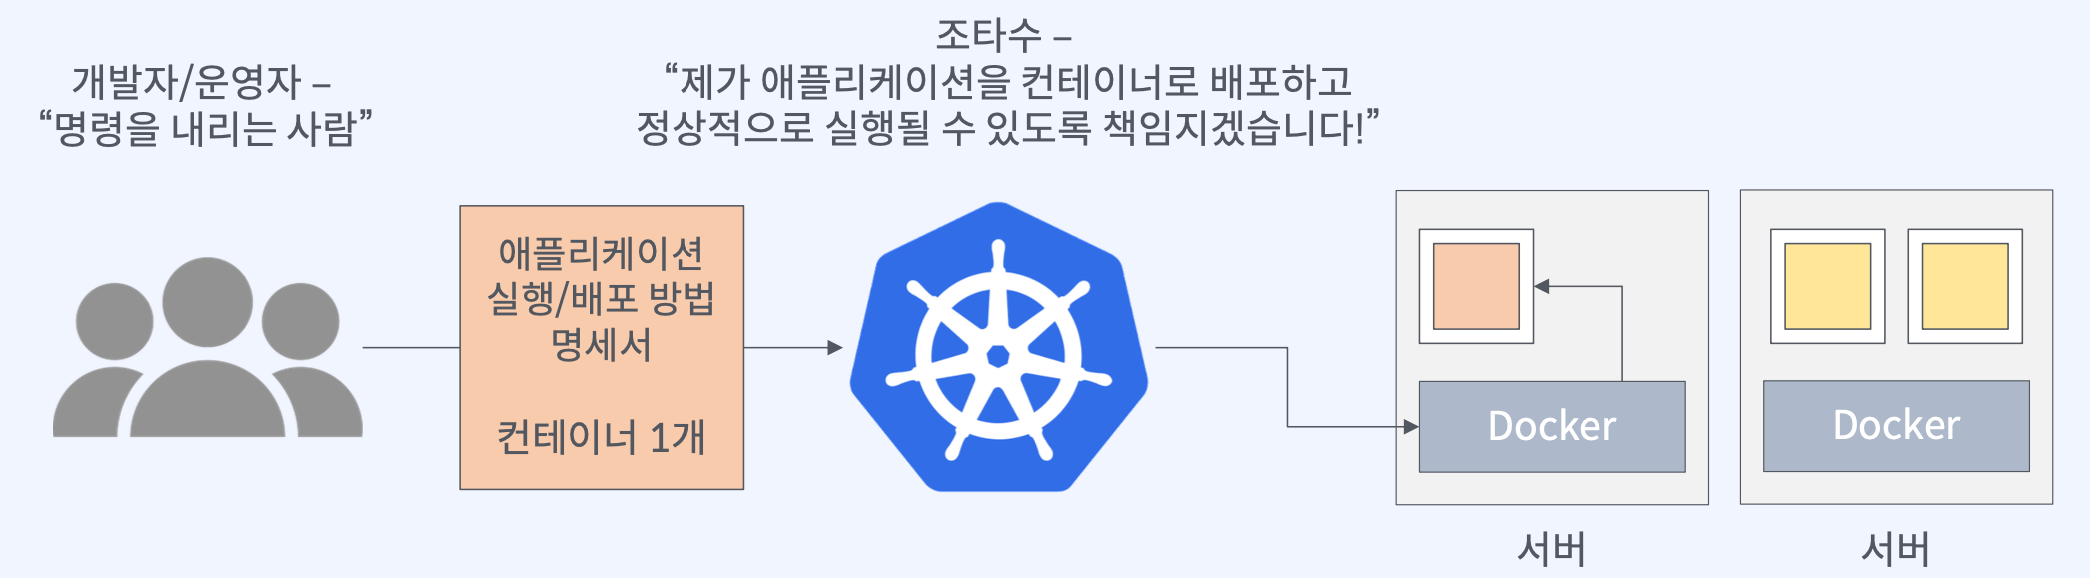 개발자/운영자 –
“명령을 내리는 사람”
조타수 –
“제가 애플리케이션을 컨테이너로 배포하고
정상적으로 실행될 수 있도록 책임지겠습니다!”
애플리케이션
실행/배포 방법
명세서
컨테이너 1개
Docker
서버
Docker
서버